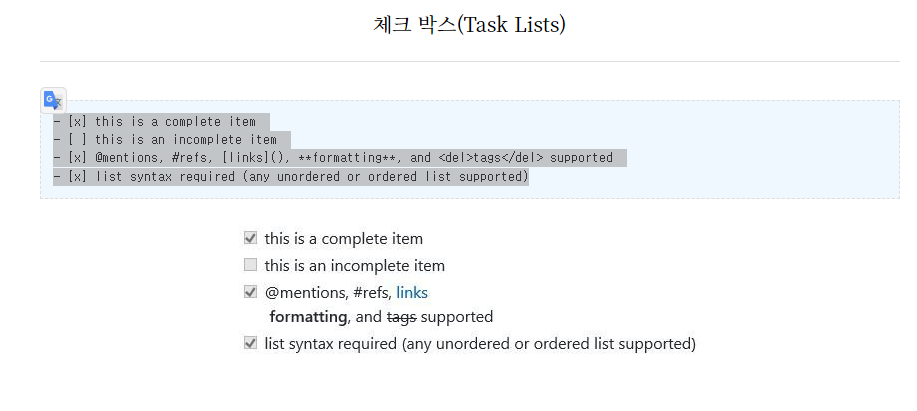 체크 박스(Task Lists)
- [x] this is a complete item
- [ ] this is an incomplete item
- [x] @mentions, #refs, [links](), **formatting**, and <del>tags</del> supported
- [x] list syntax required (any unordered or ordered list supported)
this is a complete item
this is an incomplete item
@mentions, #refs, links
formatting, and tags supported
list syntax required (any unordered or ordered list supported)